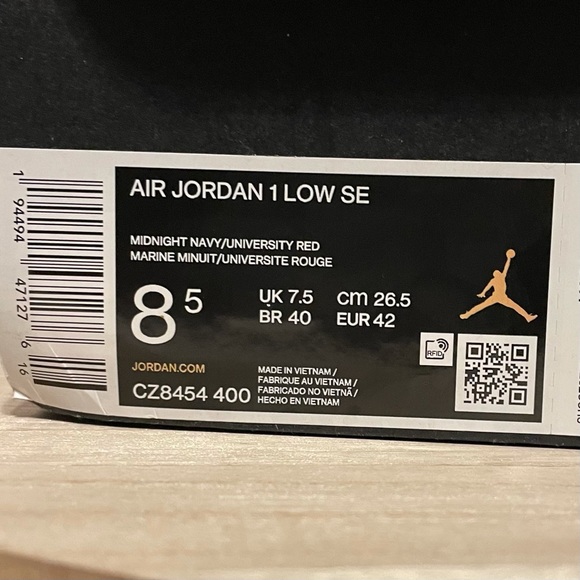 AIR JORDAN 1 LOW SE
MIDNIGHT NAVY/UNIVERSITY RED
MARINE MINUIT/UNIVERSITE ROUGE
8 5
UK 7.5 cm 26.5
BR 40 EUR 42
RFID
JORDAN.COM
CZ8454 400
MADE IN VIETNAM /
FABRIQUE AU VIETNAM /
FABRICADO NO VIETNÃ /
HECHO EN VIETNAM
1 94494 47127 6 16